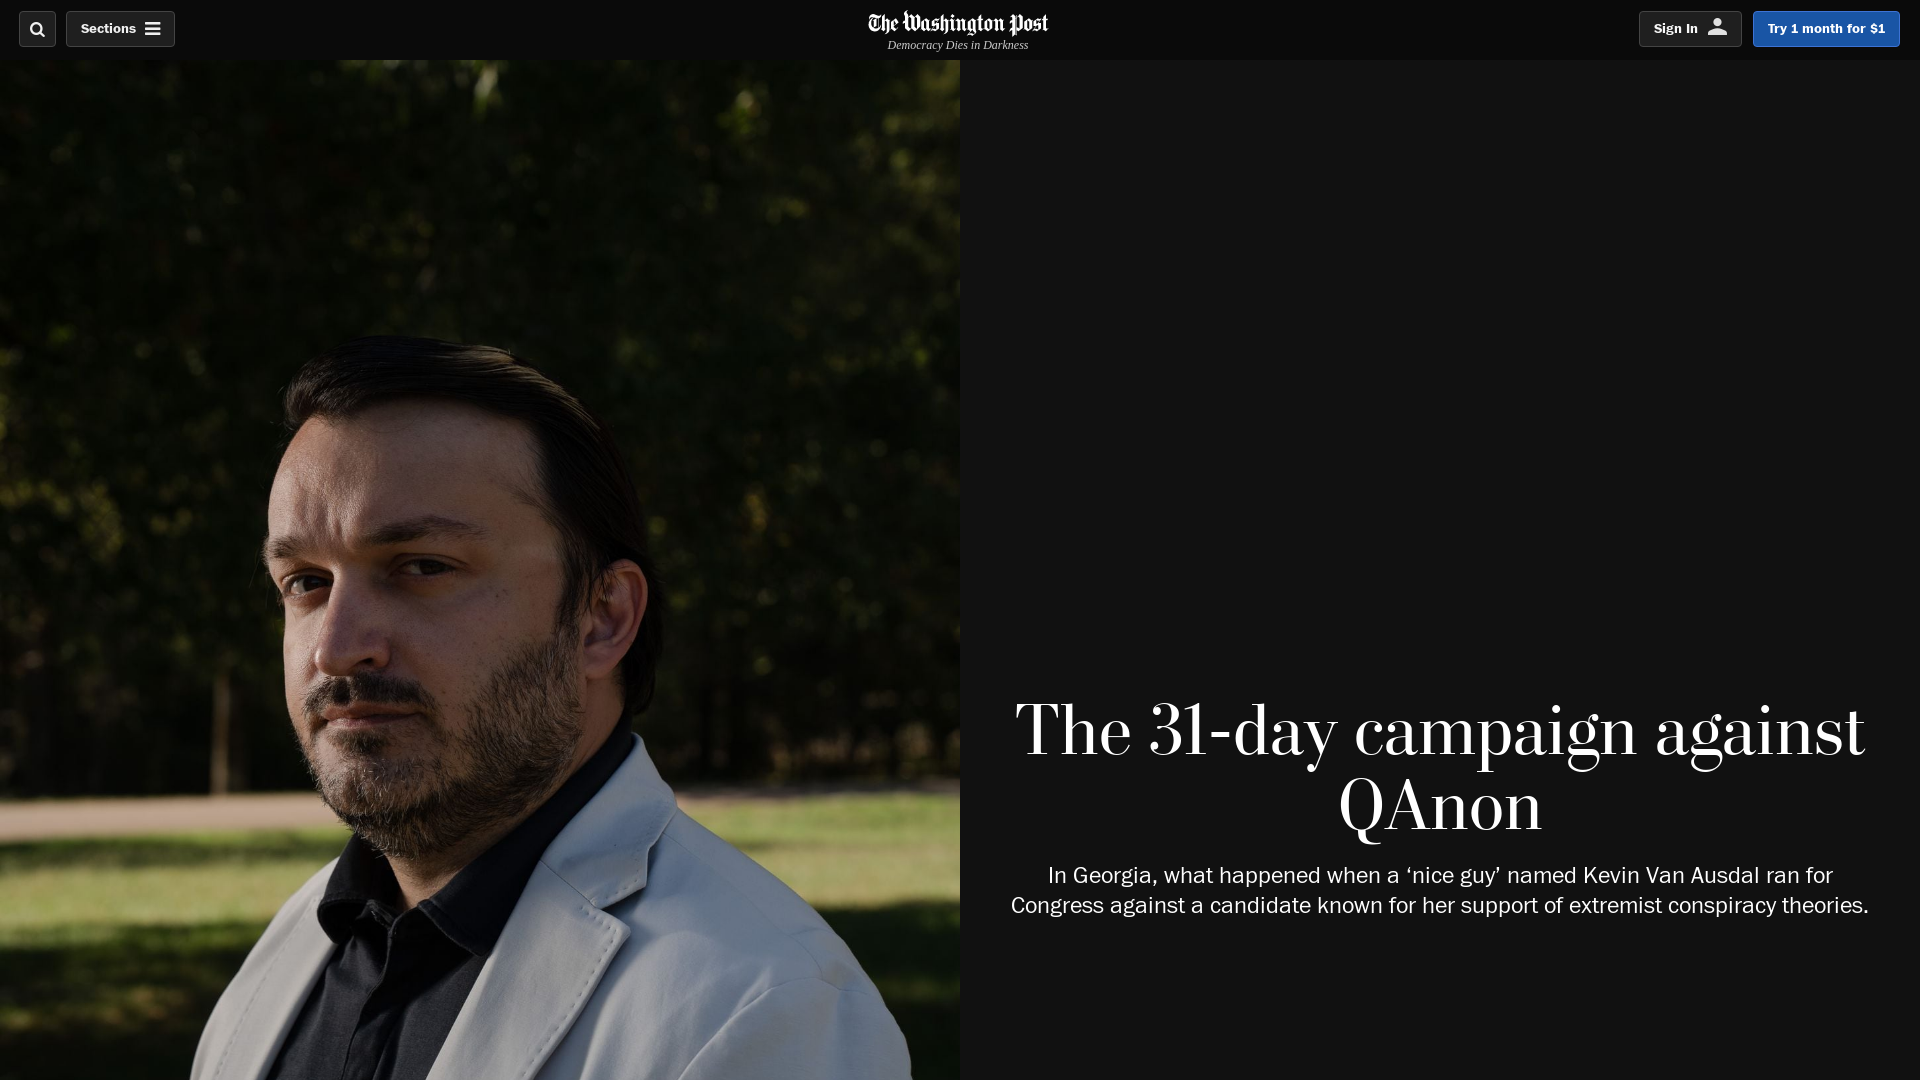 Sections
The Washington Post
Democracy Dies in Darkness
Sign In
Try 1 month for $1
The 31-day campaign against
QAnon
In Georgia, what happened when a ‘nice guy’ named Kevin Van Ausdal ran for
Congress against a candidate known for her support of extremist conspiracy theories.